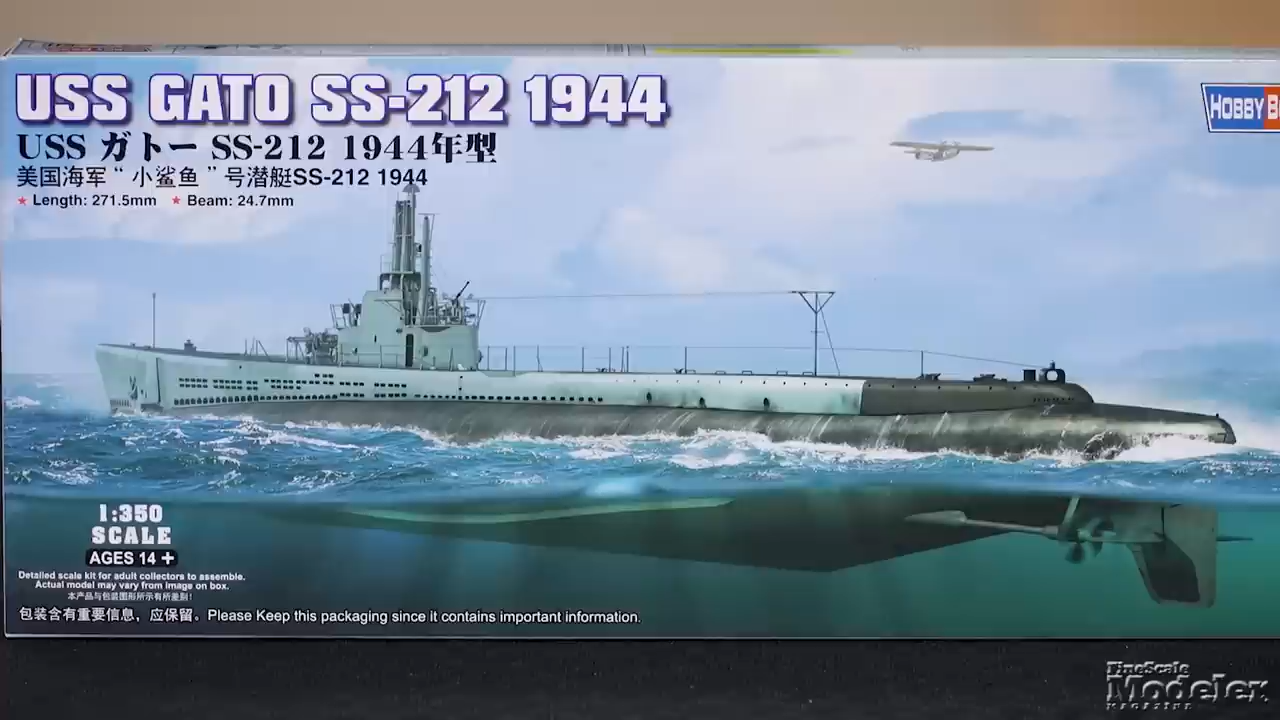 USS GATO SS-212 1944
USS ガトー SS-212 1944年型
美国海军“小鲨鱼”号潜艇SS-212 1944
★ Length: 271.5mm ★ Beam: 24.7mm
HOBBY B
1:350
SCALE
AGES 14 +
Detailed scale kit for adult collectors to assemble.
Actual model may vary from image on box.
本产品与包装图形所示有所差别!
包装含有重要信息，应保留。Please Keep this packaging since it contains important information.
FineScale
Modeler
MAGAZINE